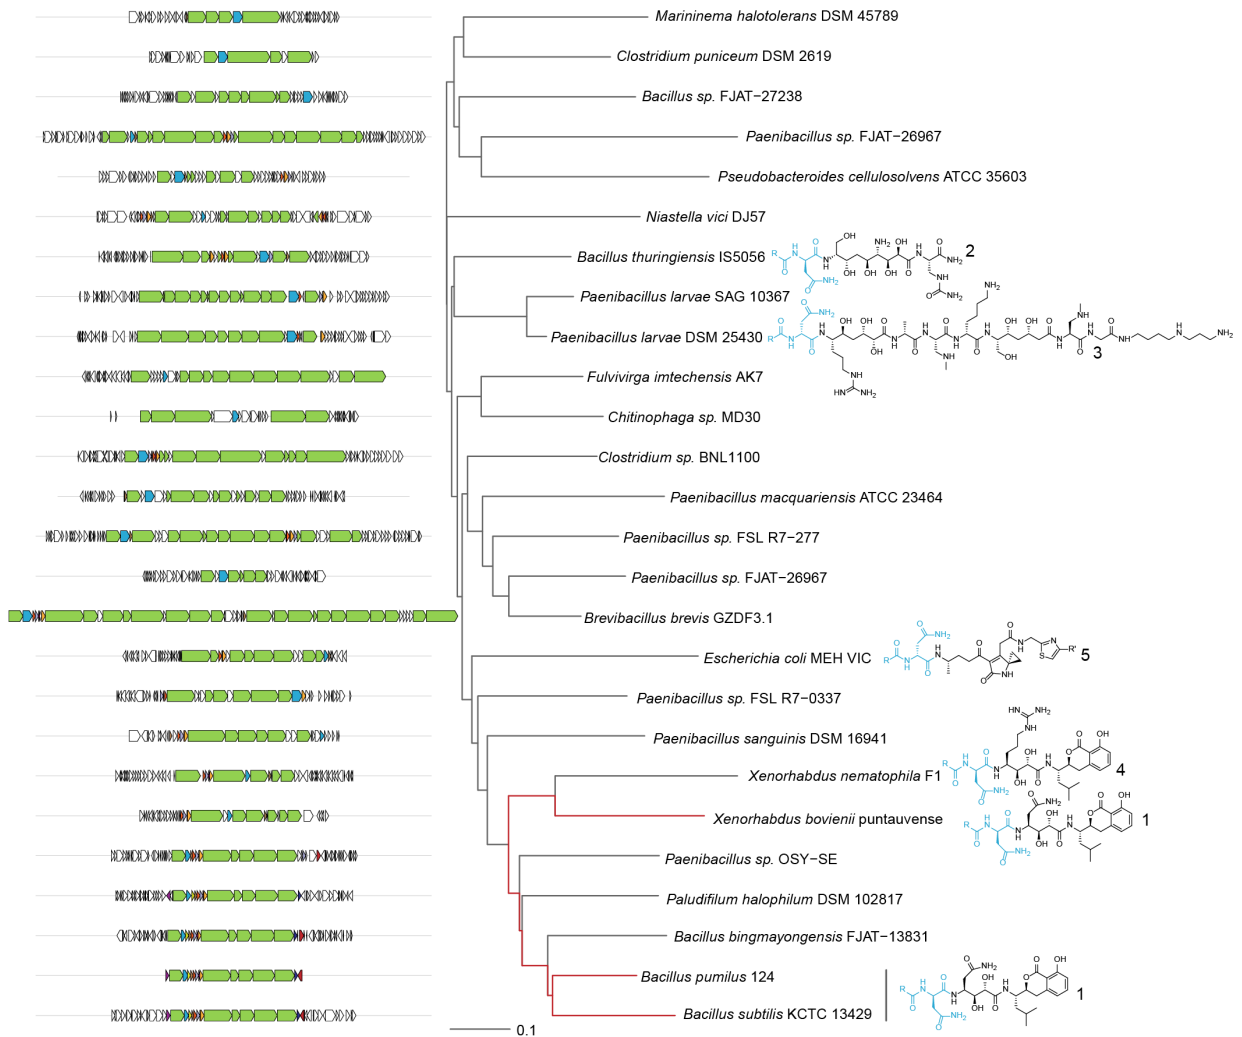 Marininema halotolerans DSM 45789
Clostridium puniceum DSM 2619
Bacillus sp. FJAT−27238
Paenibacillus sp. FJAT−26967
Pseudobacteroides cellulosolvens ATCC 35603
Niastella vici DJ57
Bacillus thuringiensis IS5056
2
Paenibacillus larvae SAG 10367
Paenibacillus larvae DSM 25430
3
Fulvivirga imtechensis AK7
Chitinophaga sp. MD30
Clostridium sp. BNL1100
Paenibacillus macquariensis ATCC 23464
Paenibacillus sp. FSL R7−277
Paenibacillus sp. FJAT−26967
Brevibacillus brevis GZDF3.1
Escherichia coli MEH VIC
5
Paenibacillus sp. FSL R7−0337
Paenibacillus sanguinis DSM 16941
Xenorhabdus nematophila F1
4
Xenorhabdus bovienii puntauvense
1
Paenibacillus sp. OSY−SE
Paludifilum halophilum DSM 102817
Bacillus bingmayongensis FJAT−13831
Bacillus pumilus 124
1
Bacillus subtilis KCTC 13429
0.1